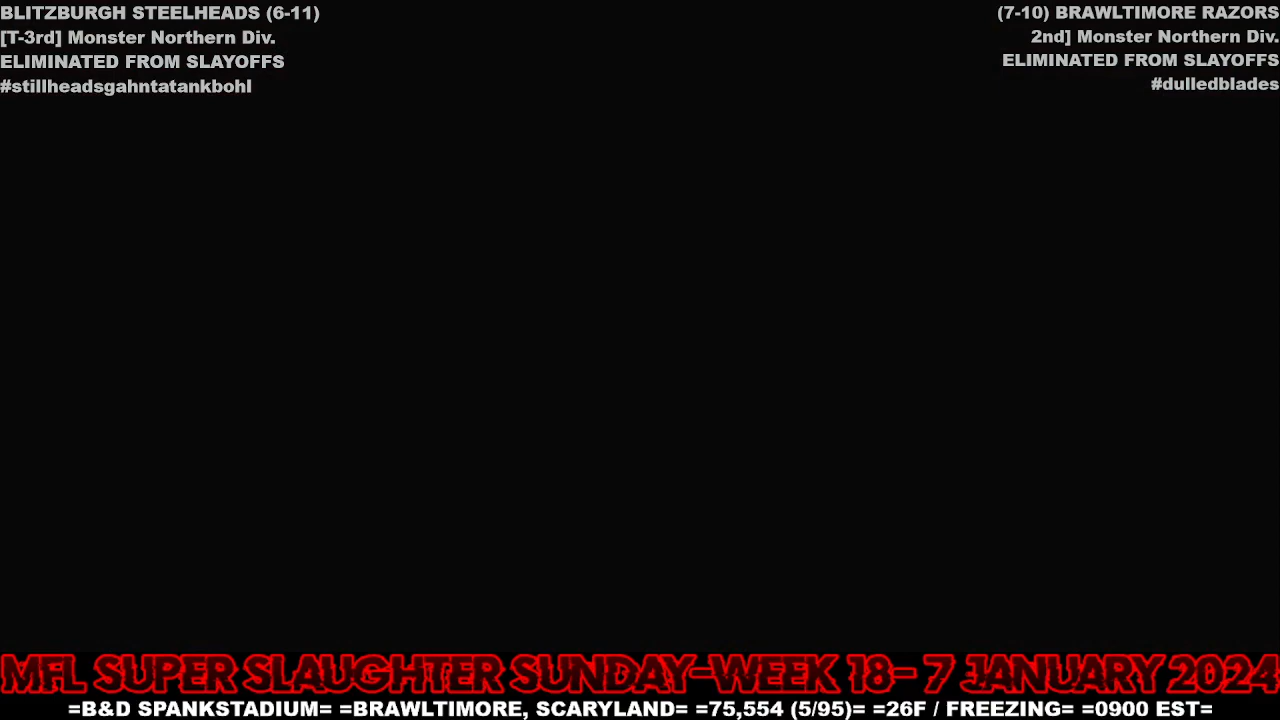 BLITZBURGH STEELHEADS (6-11)
[T-3rd] Monster Northern Div.
ELIMINATED FROM SLAYOFFS
#stillheadsgahntatankbohl
(7-10) BRAWLTIMORE RAZORS
2nd] Monster Northern Div.
ELIMINATED FROM SLAYOFFS
#dulledblades
MFL SUPER SLAUGHTER SUNDAY-WEEK 18- 7 JANUARY 2024
=B&D SPANKSTADIUM= =BRAWLTIMORE, SCARYLAND= =75,554 (5/95)= =26F / FREEZING= =0900 EST=